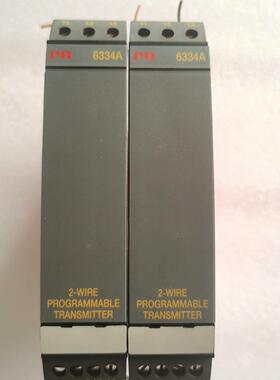 PR
6334A
2-WIRE
PROGRAMMABLE
TRANSMITTER
PR
6334A
2-WIRE
PROGRAMMABLE
TRANSMITTER